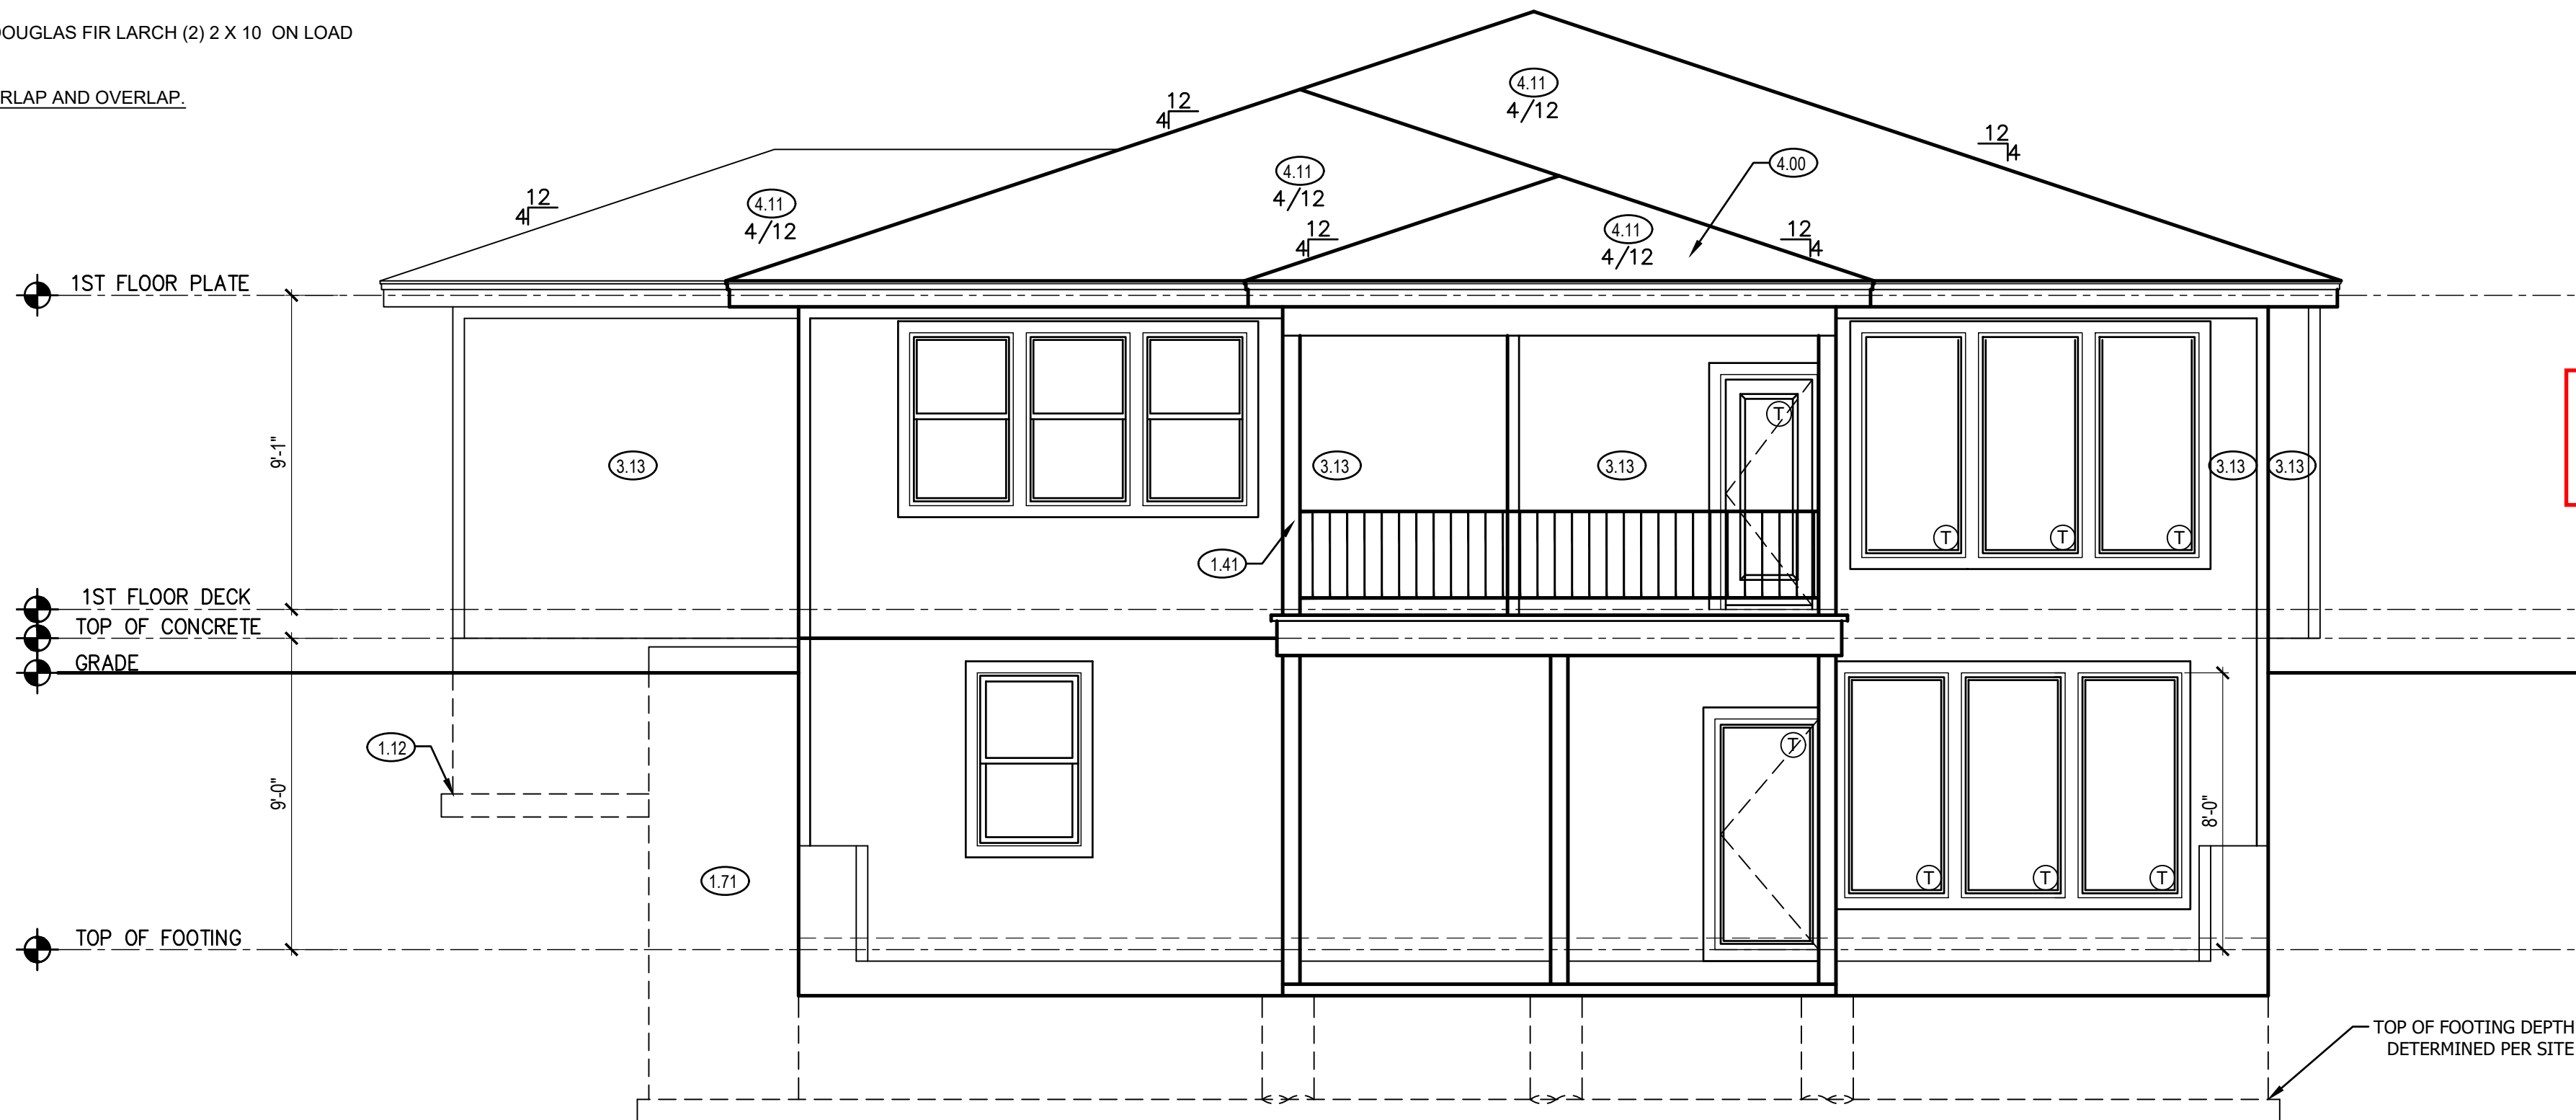 DOUGLAS FIR LARCH (2) 2 X 10 ON LOAD
RLAP AND OVERLAP.
4.11
4/12
12
4
12
4
4.11
4/12
4.00
12
4
4.11
4/12
12
4
4.11
4/12
12
4
1ST FLOOR PLATE
9'-1"
3.13
3.13
3.13
3.13
3.13
T
T
T
T
1.41
1ST FLOOR DECK
TOP OF CONCRETE
GRADE
1.12
T
9'-0"
8'-0"
1.71
T
T
T
TOP OF FOOTING
TOP OF FOOTING DEPTH
DETERMINED PER SITE